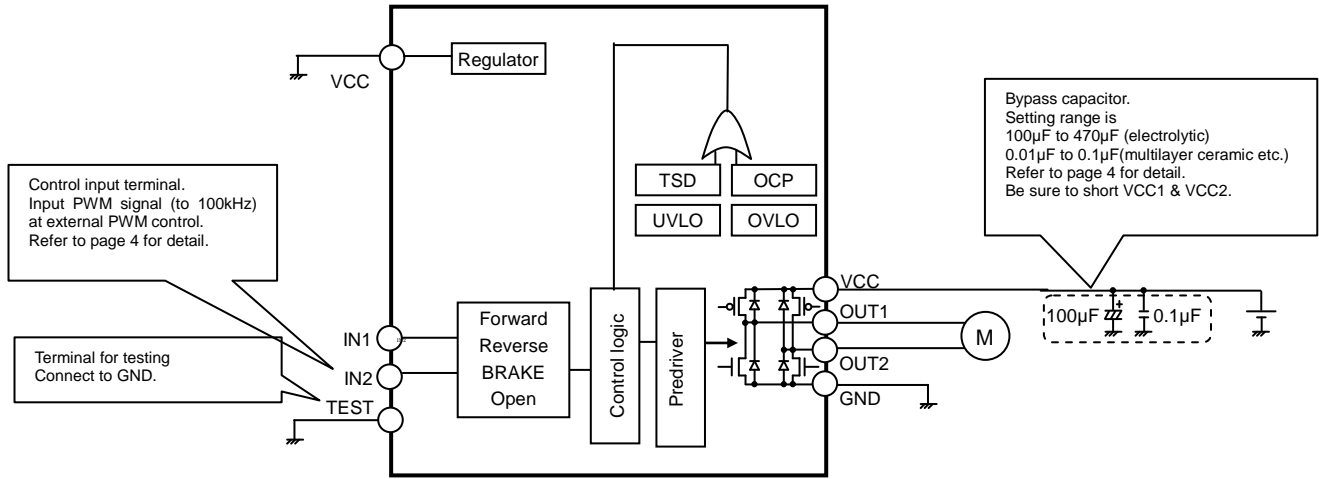 Regulator
VCC
Bypass capacitor.
Setting range is
100µF to 470µF (electrolytic)
0.01µF to 0.1µF(multilayer ceramic etc.)
Refer to page 4 for detail.
Be sure to short VCC1 & VCC2.
TSD
OCP
UVLO
OVLO
Control input terminal.
Input PWM signal (to 100kHz)
at external PWM control.
Refer to page 4 for detail.
VCC
OUT1
100µF
+
0.1µF
M
IN1
Forward
Reverse
BRAKE
Open
Control logic
Predriver
Terminal for testing
Connect to GND.
IN2
OUT2
TEST
GND